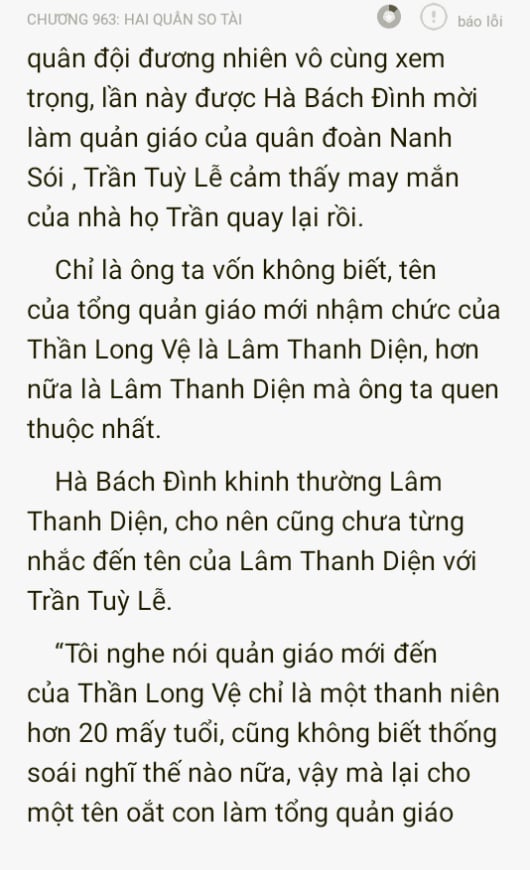 CHƯƠNG 963: HAI QUÂN SO TÀI
! báo lỗi
quân đội đương nhiên vô cùng xem
trọng, lần này được Hà Bách Đình mời
làm quản giáo của quân đoàn Nanh
Sói , Trần Tuỳ Lễ cảm thấy may mắn
của nhà họ Trần quay lại rồi.
Chỉ là ông ta vốn không biết, tên
của tổng quản giáo mới nhậm chức của
Thần Long Vệ là Lâm Thanh Diện, hơn
nữa là Lâm Thanh Diện mà ông ta quen
thuộc nhất.
Hà Bách Đình khinh thường Lâm
Thanh Diện, cho nên cũng chưa từng
nhắc đến tên của Lâm Thanh Diện với
Trần Tuỳ Lễ.
“Tôi nghe nói quản giáo mới đến
của Thần Long Vệ chỉ là một thanh niên
hơn 20 mấy tuổi, cũng không biết thống
soái nghĩ thế nào nữa, vậy mà lại cho
một tên oắt con làm tổng quản giáo